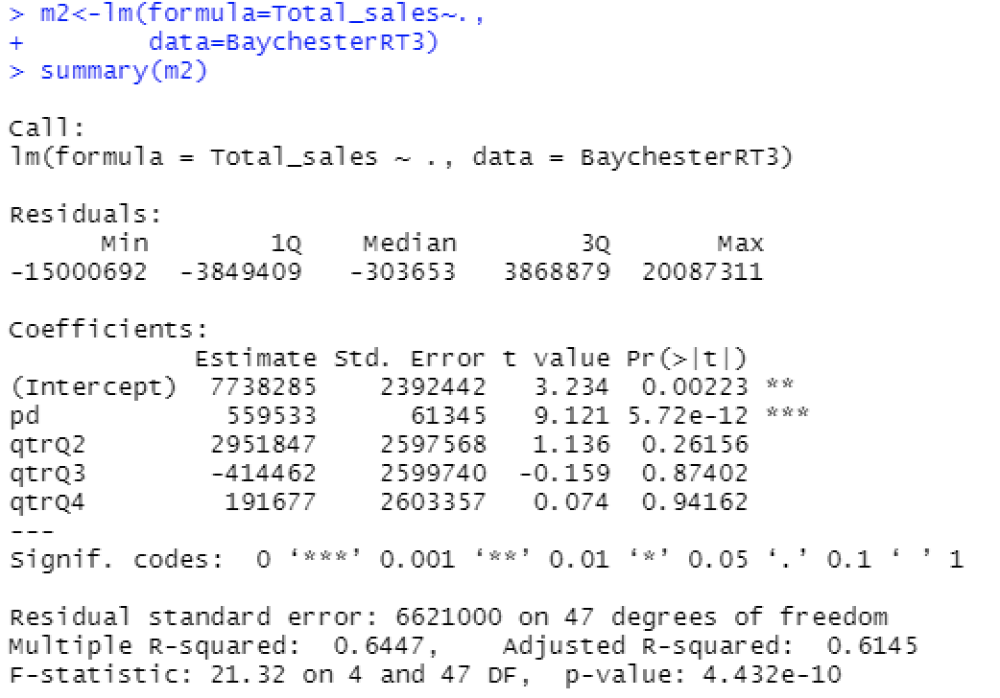 > m2<-lm(formula=Total_sales~.,
+         data=BaychesterRT3)
> summary(m2)

Call:
lm(formula = Total_sales ~ ., data = BaychesterRT3)

Residuals:
      Min        1Q    Median        3Q       Max
-15000692  -3849409   -303653   3868879  20087311

Coefficients:
            Estimate Std. Error t value Pr(>|t|)
(Intercept)  7738285    2392442   3.234  0.00223 **
pd            559533      61345   9.121 5.72e-12 ***
qtrQ2        2951847    2597568   1.136  0.26156
qtrQ3        -414462    2599740  -0.159  0.87402
qtrQ4         191677    2603357   0.074  0.94162
---
Signif. codes:  0 ‘***’ 0.001 ‘**’ 0.01 ‘*’ 0.05 ‘.’ 0.1 ‘ ’ 1

Residual standard error: 6621000 on 47 degrees of freedom
Multiple R-squared:  0.6447,    Adjusted R-squared:  0.6145
F-statistic: 21.32 on 4 and 47 DF,  p-value: 4.432e-10